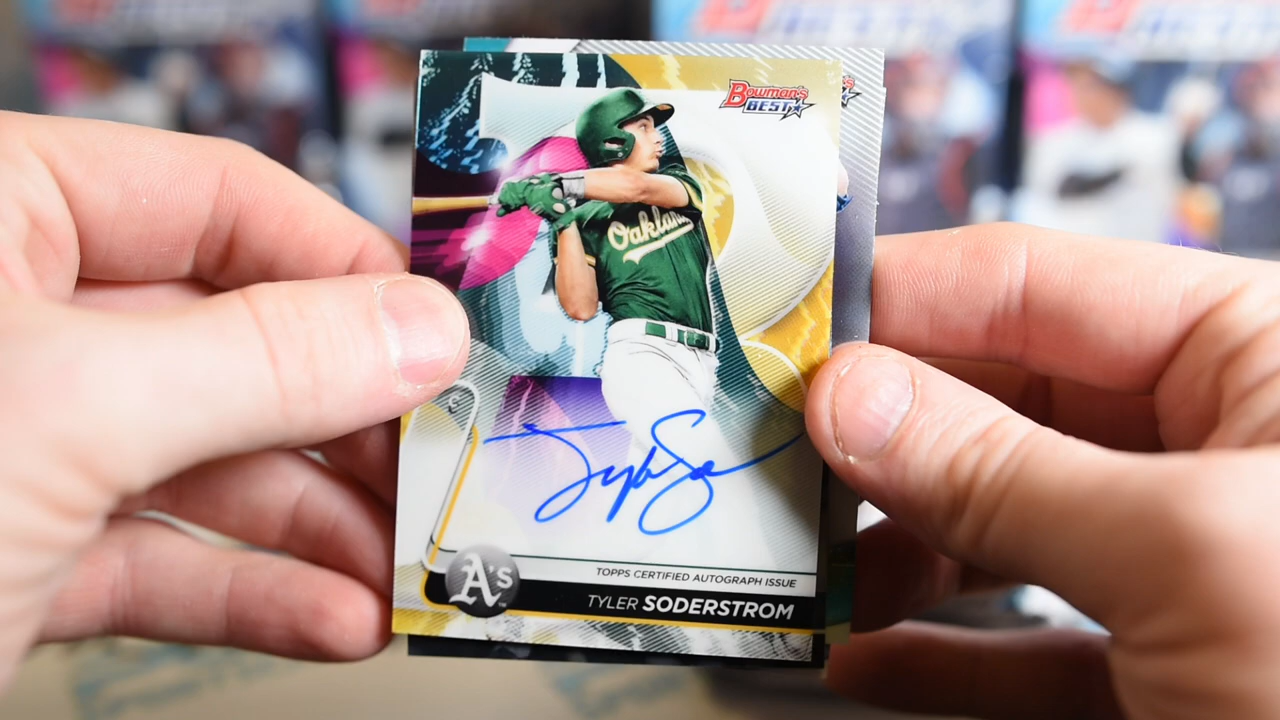 Bowman's
BEST
Oakland
A's
TOPPS CERTIFIED AUTOGRAPH ISSUE
TYLER SODERSTROM